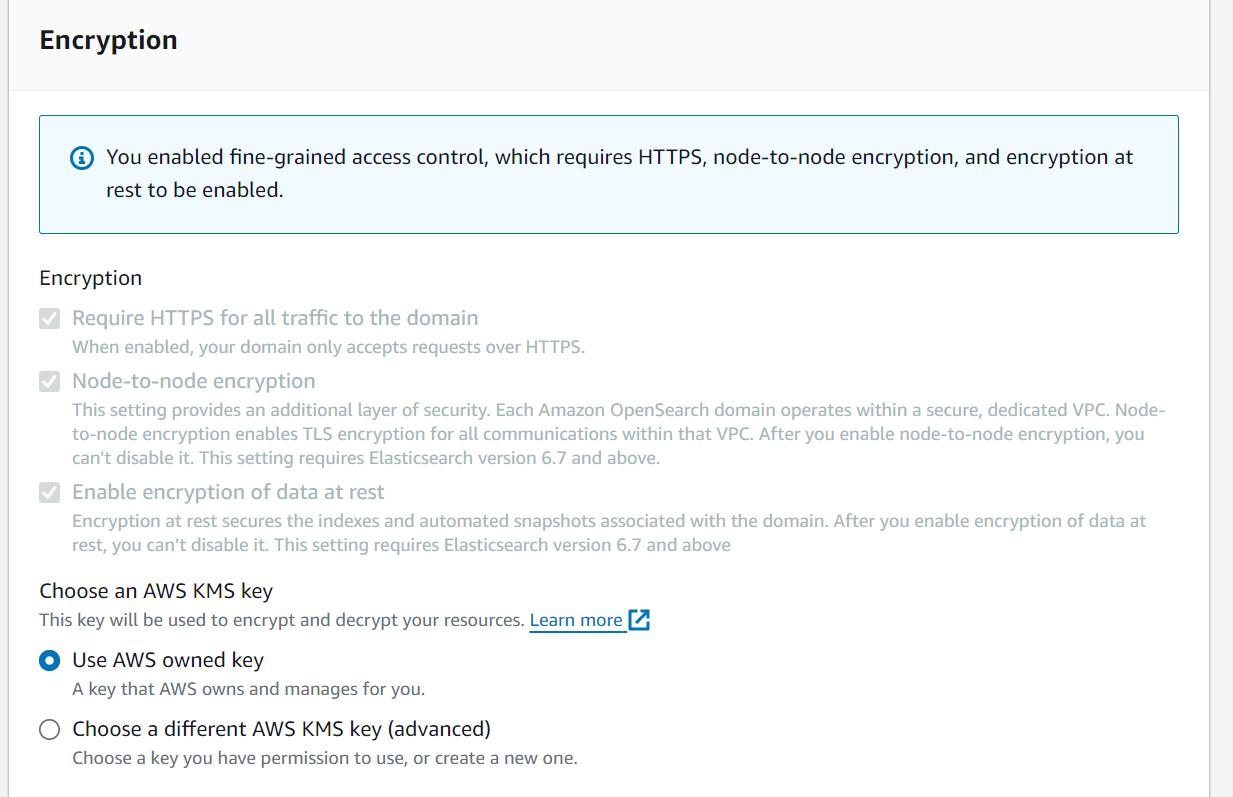 Encryption
You enabled fine-grained access control, which requires HTTPS, node-to-node encryption, and encryption at
rest to be enabled.
Encryption
Require HTTPS for all traffic to the domain
When enabled, your domain only accepts requests over HTTPS.
Node-to-node encryption
This setting provides an additional layer of security. Each Amazon OpenSearch domain operates within a secure, dedicated VPC. Node-
to-node encryption enables TLS encryption for all communications within that VPC. After you enable node-to-node encryption, you
can't disable it. This setting requires Elasticsearch version 6.7 and above.
Enable encryption of data at rest
Encryption at rest secures the indexes and automated snapshots associated with the domain. After you enable encryption of data at
rest, you can’t disable it. This setting requires Elasticsearch version 6.7 and above
Choose an AWS KMS key
This key will be used to encrypt and decrypt your resources. Learn more
Use AWS owned key
A key that AWS owns and manages for you.
Choose a different AWS KMS key (advanced)
Choose a key you have permission to use, or create a new one.